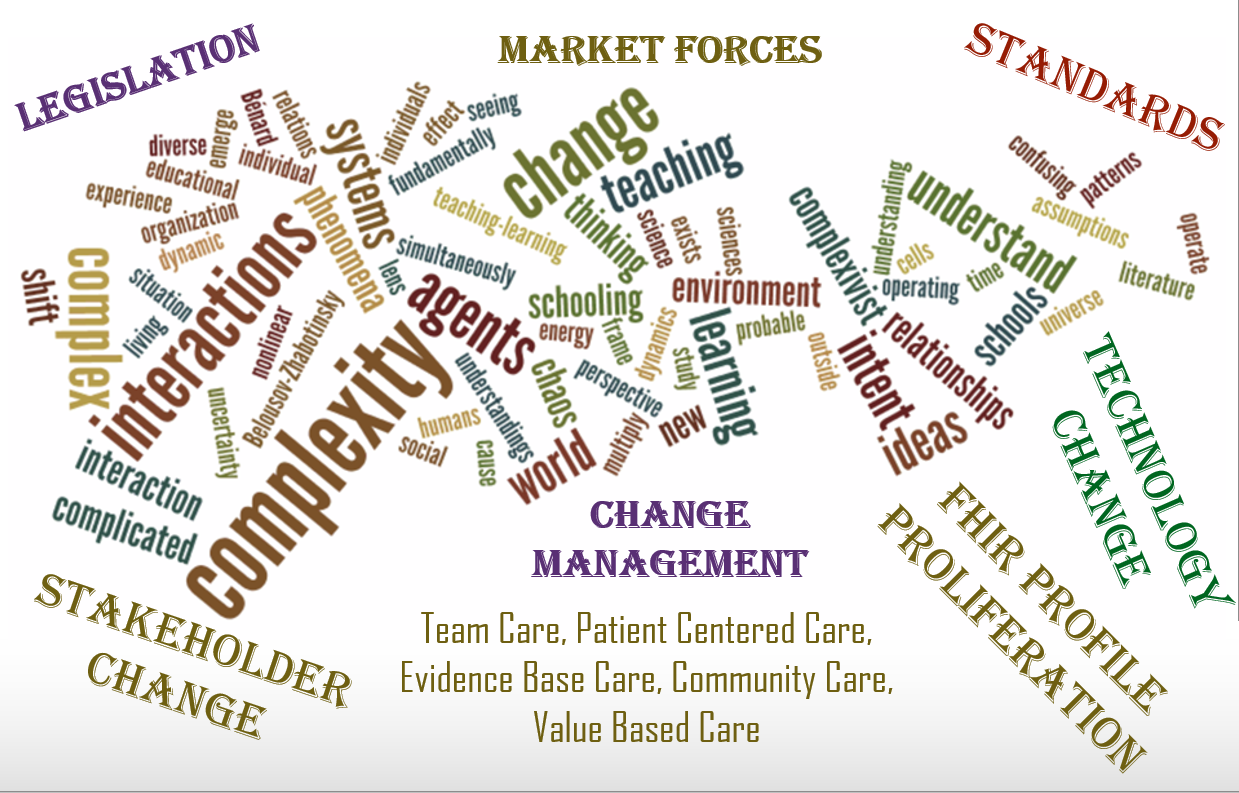 LEGISLATION
MARKET FORCES
STANDARDS
diverse
emerge
Bénard
relations
systems
individuals
effect
seeing
change
teaching
educational
individual
fundamentally
experience
organization
dynamic
phenomena
teaching-learning
thinking
science
exists
sciences
complexivist
understanding
understand
confusing
patterns
assumptions
operate
shift
complex
situation
living
interactions
nonlinear
Belousov-Zhabotinsky
lens
simultaneously
agents
schooling
energy
frame
dynamics
environment
learning
probable
outside
cells
operating
time
literature
universe
schools
relationships
intent
ideas
uncertainty
complexity
understandings
chaos
perspective
study
new
multiply
humans
social
cause
world
interaction
complicated
CHANGE
MANAGEMENT
TECHNOLOGY
CHANGE
FHIR PROFILE
PROLIFERATION
STAKEHOLDER
CHANGE
Team Care, Patient Centered Care,
Evidence Base Care, Community Care,
Value Based Care